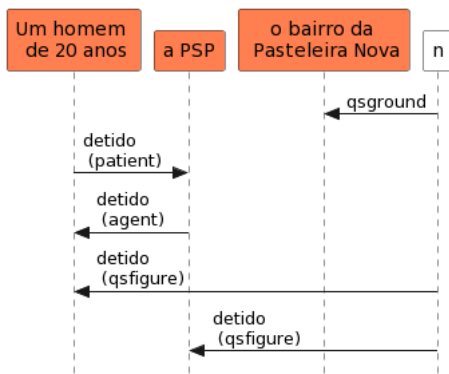 Um homem
de 20 anos
a PSP
o bairro da
Pasteleira Nova
n
qsground
detido
(patient)
detido
(agent)
detido
(qsfigure)
detido
(qsfigure)